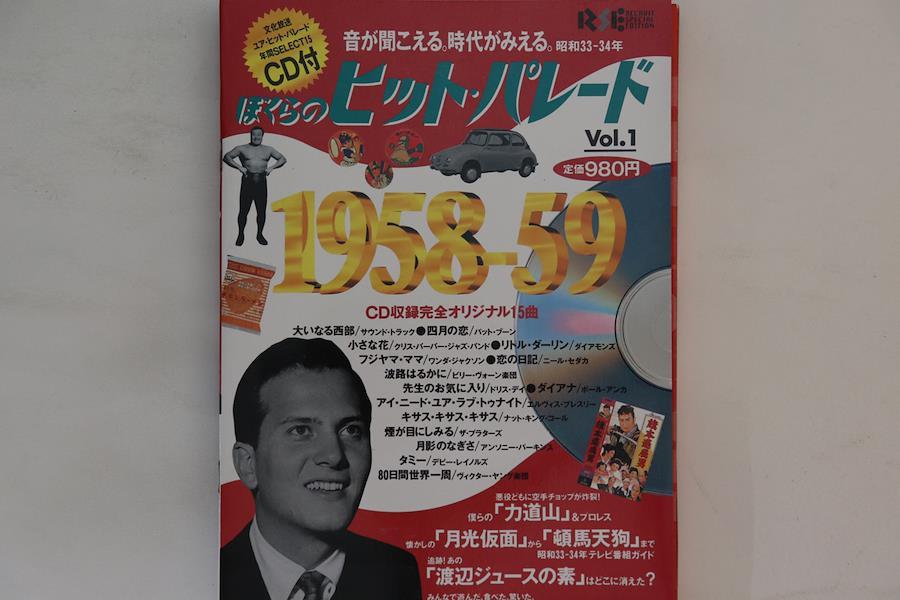 文化放送
ユア・ヒット・パレード
年間SELECT15
CD付
RSE
RECRUIT
SPECIAL
EDITION
音が聞こえる。時代がみえる。昭和33-34年
ぼくらのヒット・パレード
Vol.1
定価980円
1958-59
CD収録完全オリジナル15曲
大いなる西部/サウンド・トラック●四月の恋/パット・ブーン
小さな花/クリス・バーバー・ジャズ・バンド●リトル・ダーリン/ダイアモンズ
フジヤマ・ママ/ワンダ・ジャクソン●恋の日記/ニール・セダカ
波路はるかに/ビリー・ヴォーン楽団
先生のお気に入り/ドリス・デイ●ダイアナ/ポール・アンカ
アイ・ニード・ユア・ラブ・トゥナイト/エルヴィス・プレスリー
キサス・キサス・キサス/ナット・キング・コール
煙が目にしみる/ザ・プラターズ
月影のなぎさ/アンソニー・パーキンス
タミー/デビー・レイノルズ
80日間世界一周/ヴィクター・ヤング楽団
悪役どもに空手チョップが炸裂!
僕らの「力道山」&プロレス
懐かしの「月光仮面」から「頓馬天狗」まで
昭和33-34年テレビ番組ガイド
追跡!あの
「渡辺ジュースの素」はどこに消えた?
みんなで遊んだ。食べた。驚いた。